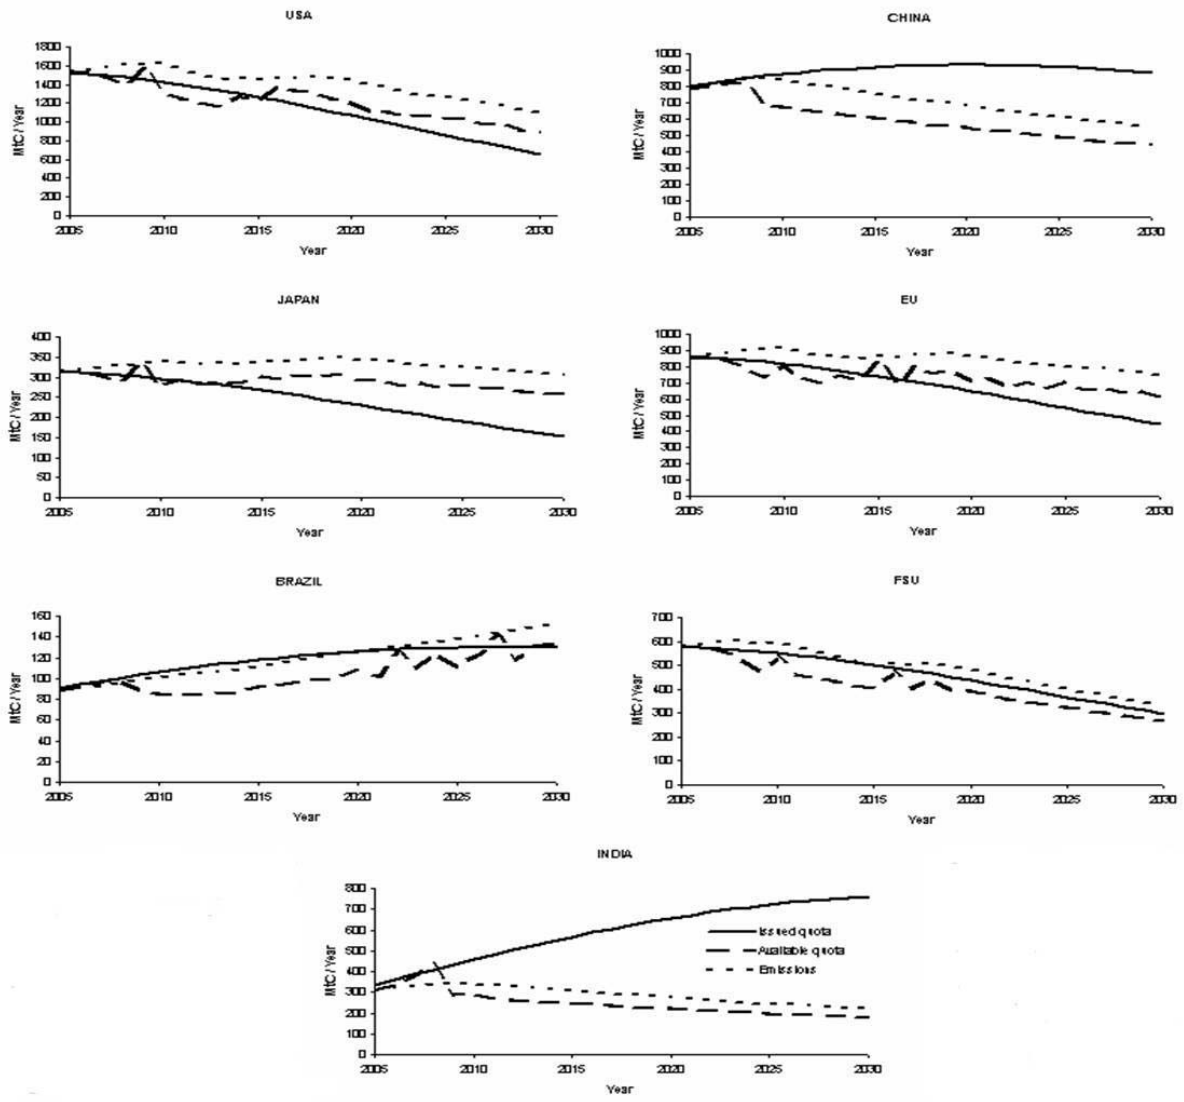 USA
CHINA
1800
1600
1400
1200
1000
800
600
400
200
0
MtC / Year
2005 2010 2015 2020 2025 2030
Year
1000
900
800
700
600
500
400
300
200
100
0
MtC / Year
2005 2010 2015 2020 2025 2030
Year
JAPAN
EU
400
350
300
250
200
150
100
50
0
MtC / Year
2005 2010 2015 2020 2025 2030
Year
1000
900
800
700
600
500
400
300
200
100
0
MtC / Year
2005 2010 2015 2020 2025 2030
Year
BRAZIL
FSU
160
140
120
100
80
60
40
20
0
MtC / Year
2005 2010 2015 2020 2025 2030
Year
700
600
500
400
300
200
100
0
MtC / Year
2005 2010 2015 2020 2025 2030
Year
INDIA
800
700
600
500
400
300
200
100
0
MtC / Year
Issued quota
Available quota
Emissions
2005 2010 2015 2020 2025 2030
Year